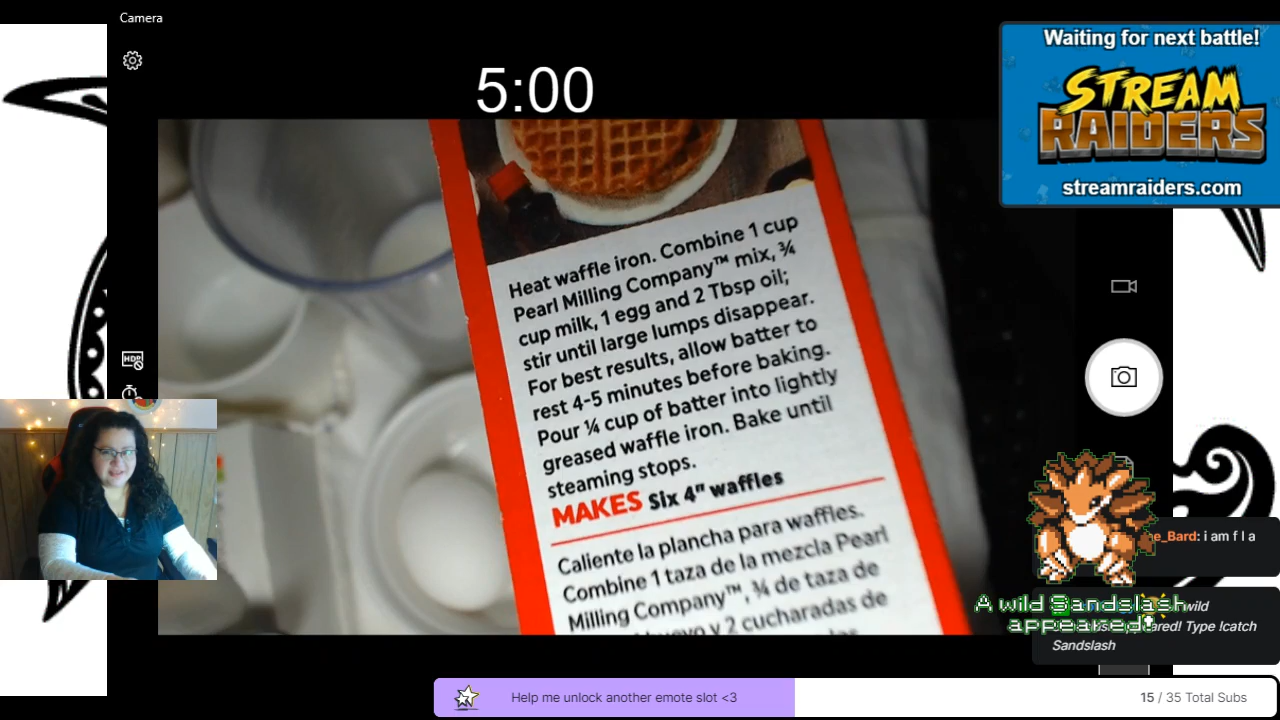 Camera
5:00
Waiting for next battle!
STREAM
RAIDERS
streamraiders.com
Heat waffle iron. Combine 1 cup
Pearl Milling Company™ mix, ¾
cup milk, 1 egg and 2 Tbsp oil;
stir until large lumps disappear.
For best results, allow batter to
rest 4-5 minutes before baking.
Pour ¼ cup of batter into lightly
greased waffle iron. Bake until
steaming stops.
MAKES Six 4" waffles
Caliente la plancha para waffles.
Combine 1 taza de la mezcla Pearl
Milling Company™, ¾ de taza de
y 2 cucharadas de
HDR
e_Bard: i am f l a
A wild Sandslash
appeared!
wild
ared! Type !catch
Sandslash
Help me unlock another emote slot <3
15 / 35 Total Subs